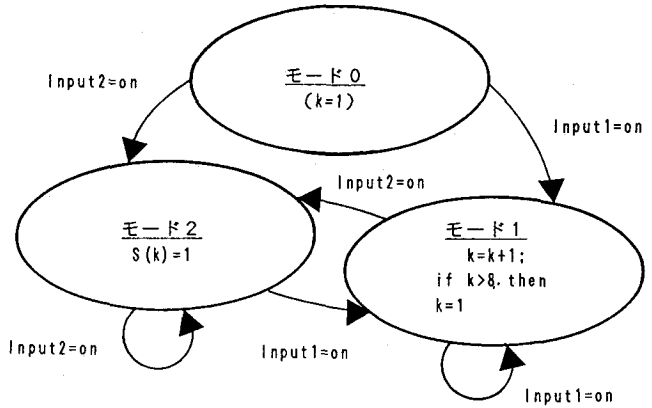 モード0
(k=1)
Input2=on
Input1=on
Input2=on
モード2
S(k)=1
モード1
k=k+1;
if k>8, then
k=1
Input2=on
Input1=on
Input1=on